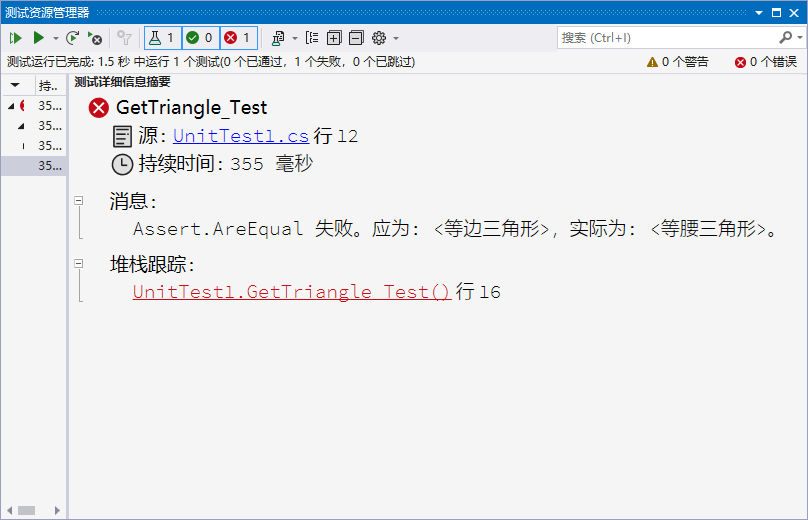 测试资源管理器
1 0 1 搜索 (Ctrl+I)
测试运行已完成: 1.5 秒 中运行 1 个测试(0 个已通过，1 个失败，0 个已跳过) 0 个警告 0 个错误
持.. 测试详细信息摘要
35... GetTriangle_Test
35... 源: UnitTest1.cs 行 12
35... 持续时间: 355 毫秒
35...
消息:
Assert.AreEqual 失败。应为: <等边三角形>，实际为: <等腰三角形>。
堆栈跟踪:
UnitTest1.GetTriangle_Test() 行 16